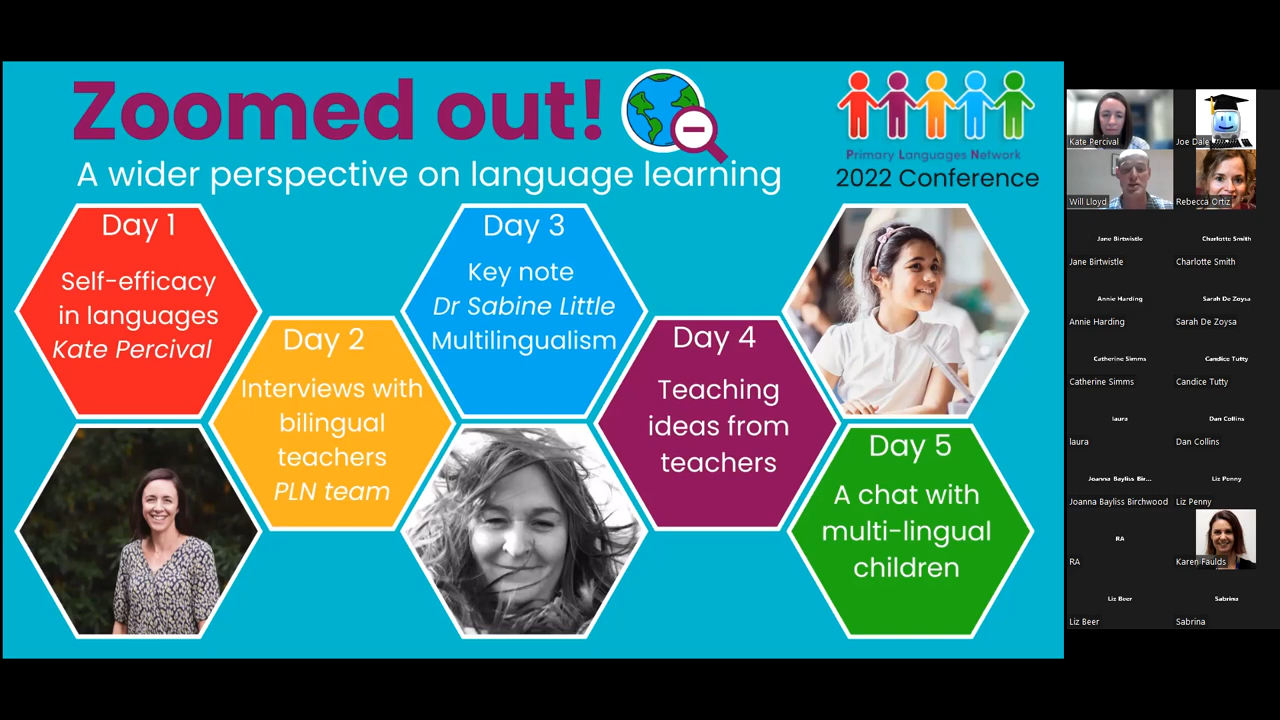 Zoomed out!
A wider perspective on language learning
Primary Languages Network
2022 Conference
Day 1
Self-efficacy
in languages
Kate Percival
Day 2
Interviews with
bilingual
teachers
PLN team
Day 3
Key note
Dr Sabine Little
Multilingualism
Day 4
Teaching
ideas from
teachers
Day 5
A chat with
multi-lingual
children
Kate Percival
Joe Dale
Will Lloyd
Rebecca Ortiz
Jane Birtwistle
Charlotte Smith
Jane Birtwistle
Charlotte Smith
Annie Harding
Sarah De Zoysa
Annie Harding
Sarah De Zoysa
Catherine Simms
Candice Tutty
Catherine Simms
Candice Tutty
laura
Dan Collins
laura
Dan Collins
Joanna Bayliss Bir...
Liz Penny
Joanna Bayliss Birchwood
Liz Penny
RA
RA
Karen Faulds
Liz Beer
Sabrina
Liz Beer
Sabrina